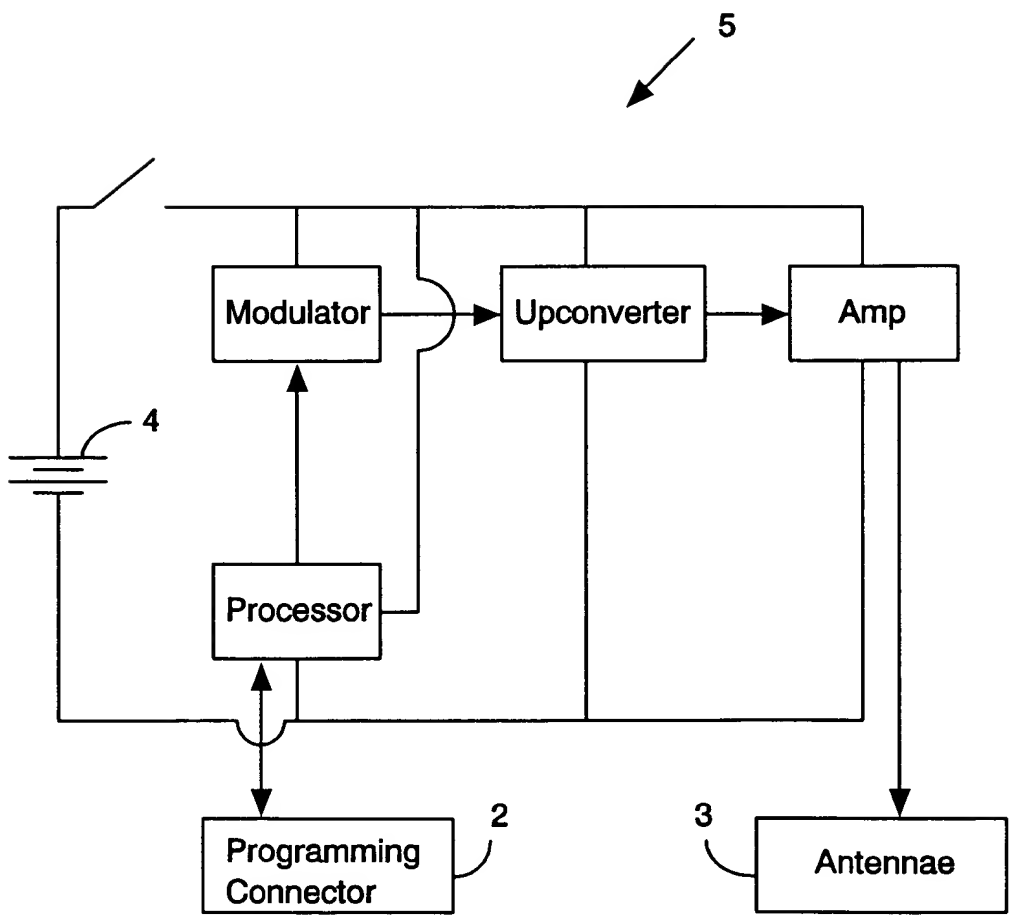 5
Modulator
Upconverter
Amp
4
Processor
2
3
Programming
Connector
Antennae